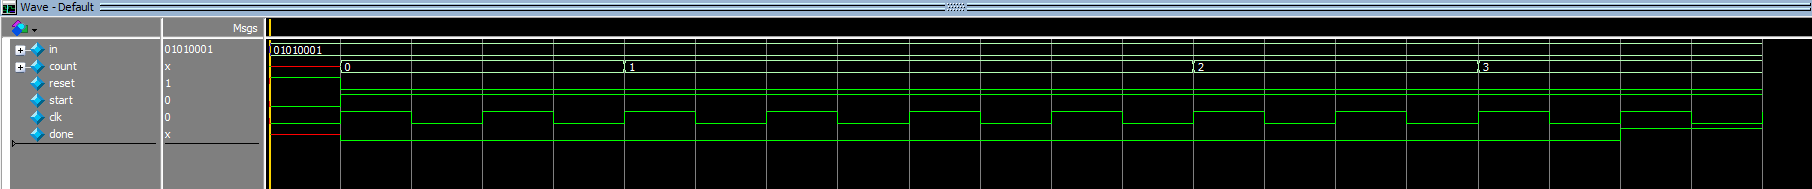 Wave - Default
Msgs
in 01010001 01010001
count x 0 1 2 3
reset 1
start 0
clk 0
done x